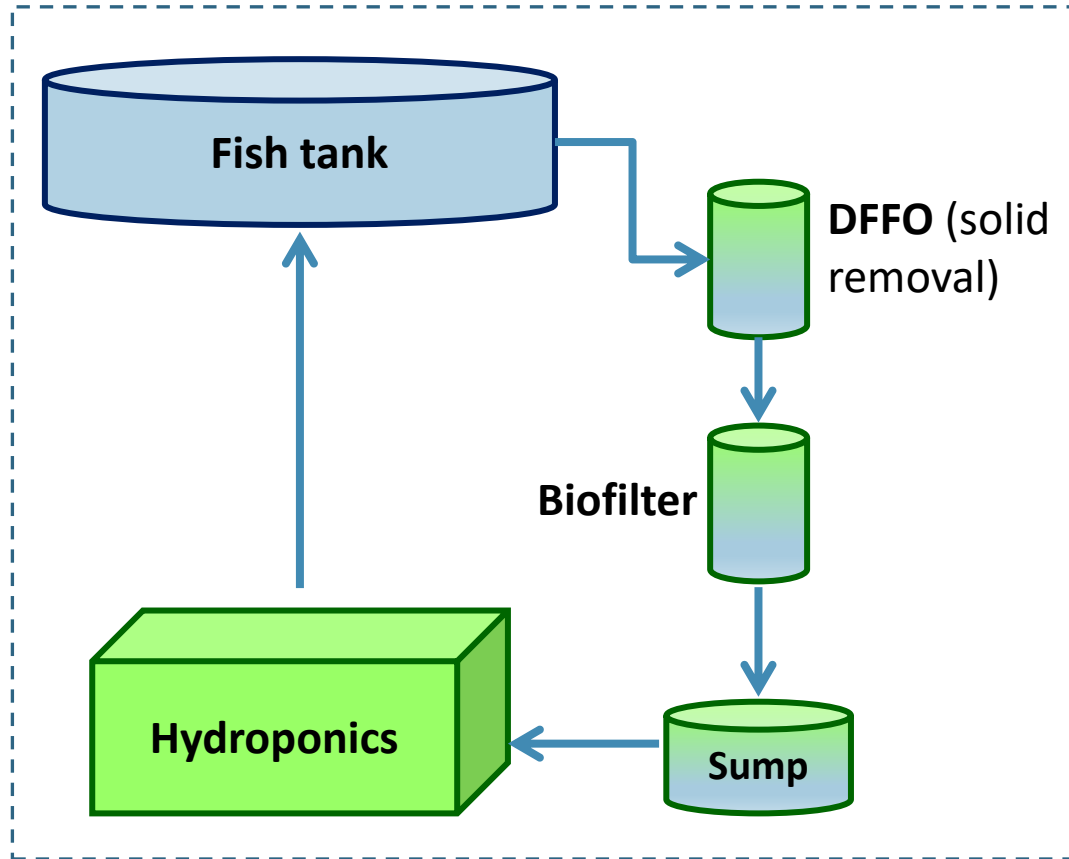 Fish tank
DFFO (solid
removal)
Biofilter
Hydroponics
Sump